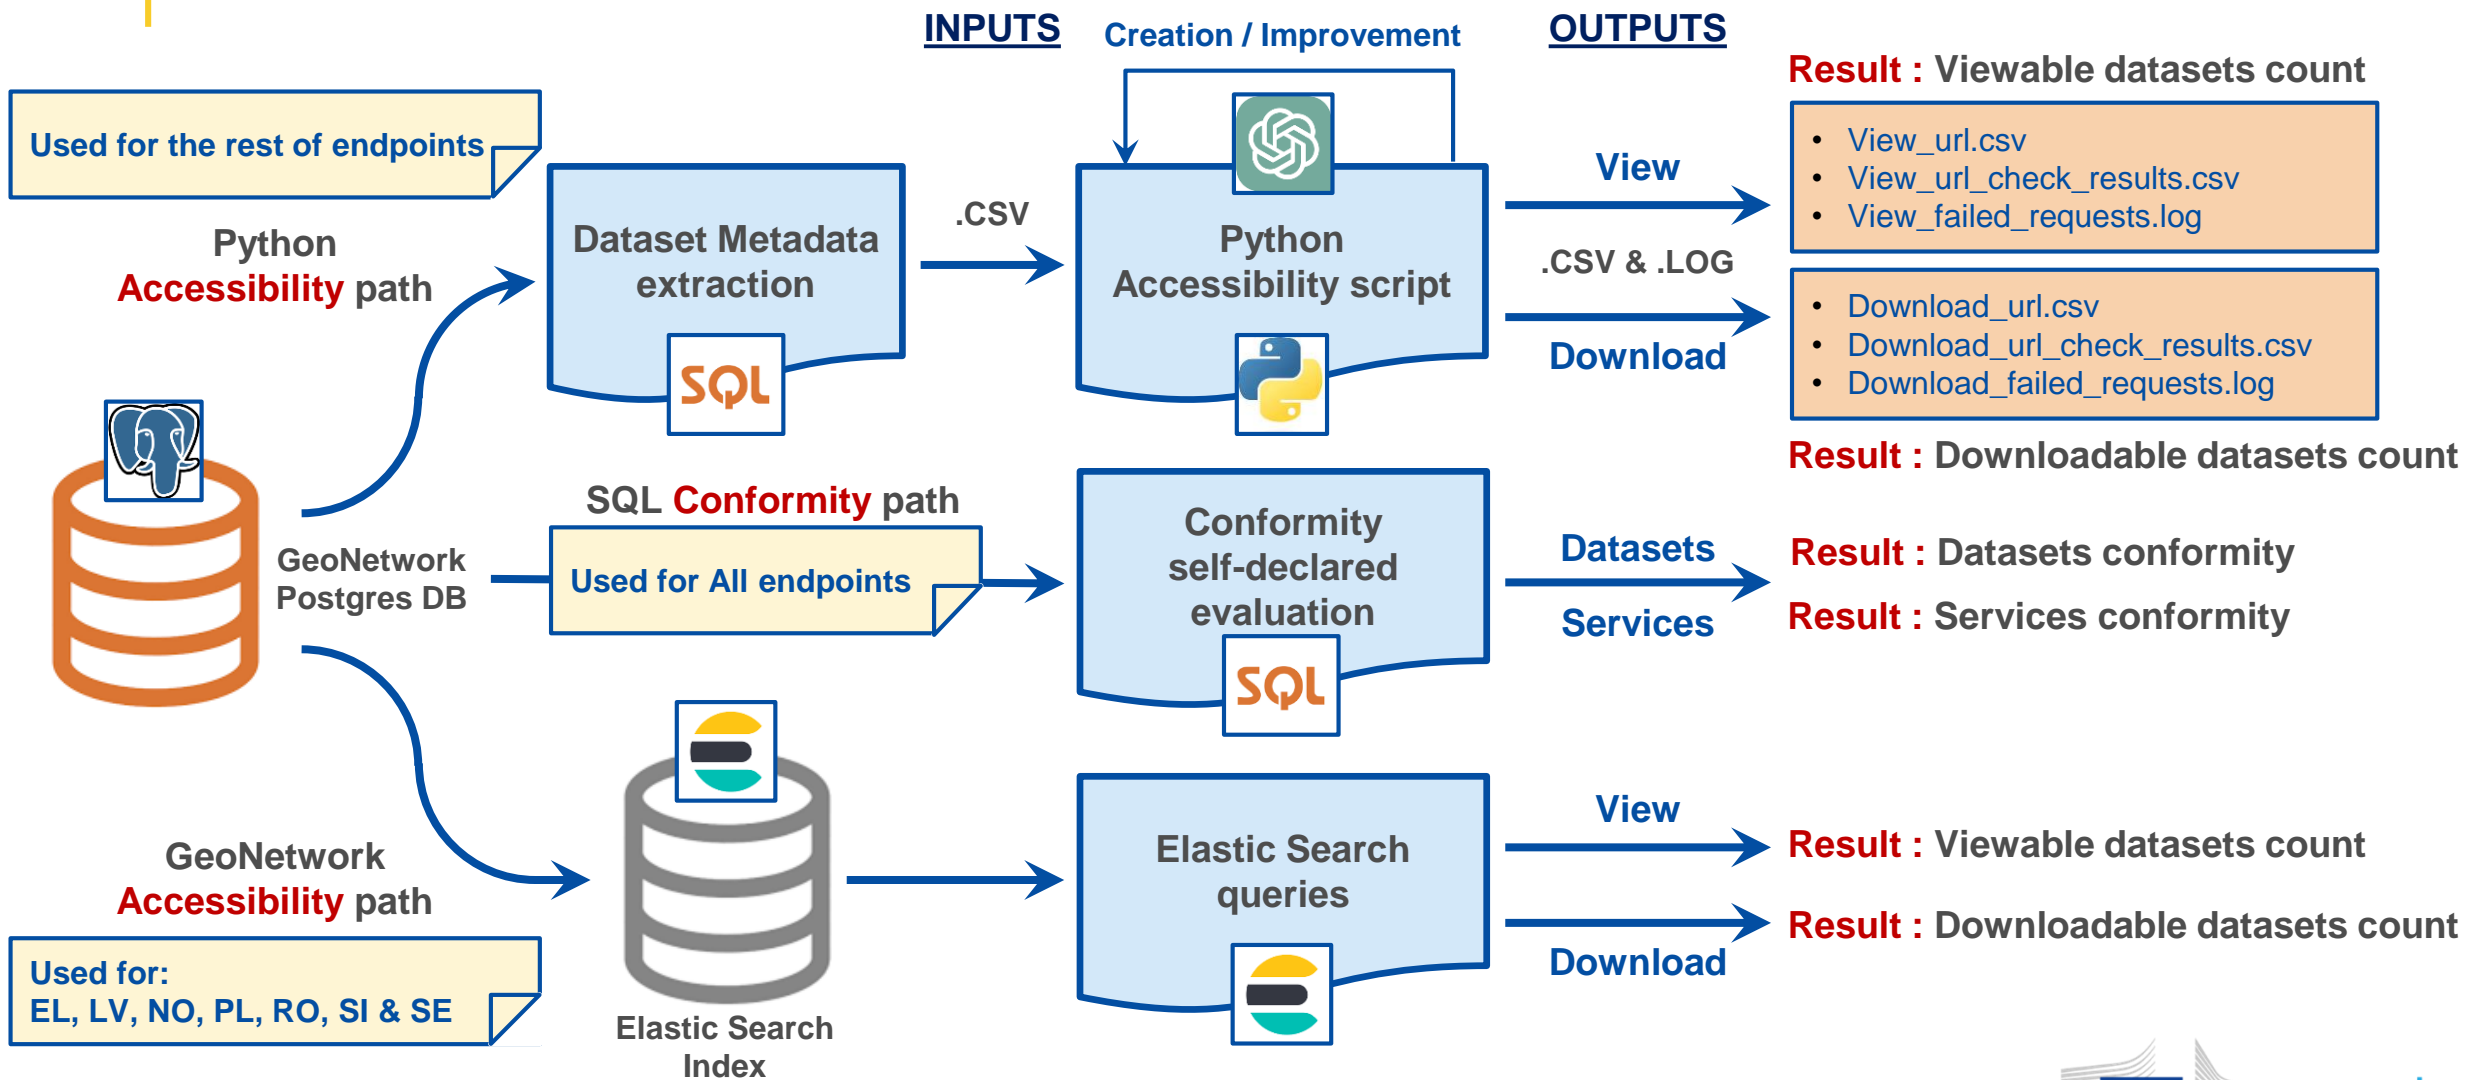 INPUTS
Creation / Improvement
OUTPUTS
Result : Viewable datasets count
Used for the rest of endpoints
View
• View_url.csv
• View_url_check_results.csv
• View_failed_requests.log
Python
Accessibility path
Dataset Metadata
extraction
SQL
.CSV
Python
Accessibility script
.CSV & .LOG
Download
• Download_url.csv
• Download_url_check_results.csv
• Download_failed_requests.log
Result : Downloadable datasets count
GeoNetwork
Postgres DB
SQL Conformity path
Used for All endpoints
Conformity
self-declared
evaluation
SQL
Datasets
Services
Result : Datasets conformity
Result : Services conformity
GeoNetwork
Accessibility path
Used for:
EL, LV, NO, PL, RO, SI & SE
Elastic Search
Index
Elastic Search
queries
View
Download
Result : Viewable datasets count
Result : Downloadable datasets count